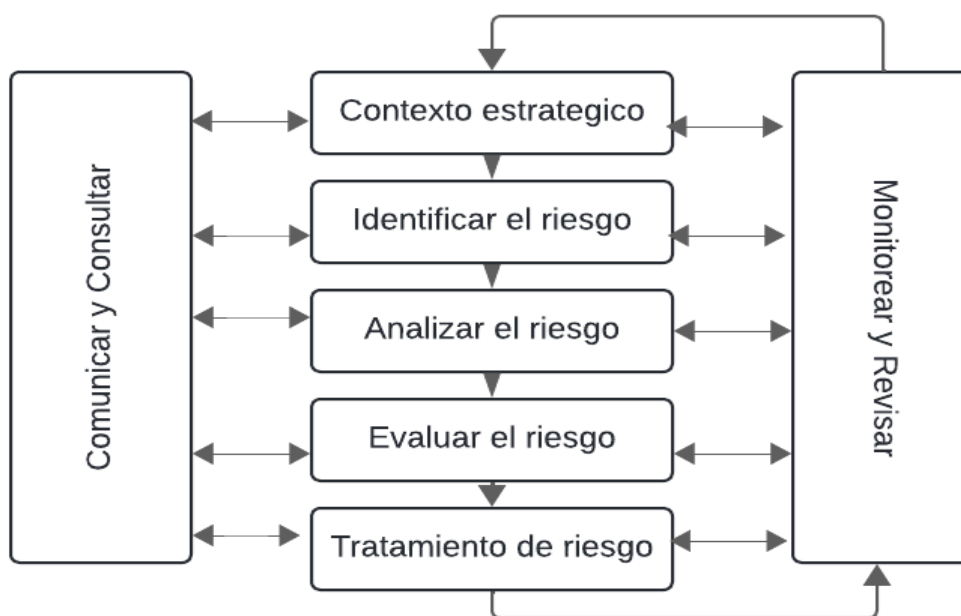 Comunicar y Consultar
Contexto estrategico
Identificar el riesgo
Analizar el riesgo
Evaluar el riesgo
Tratamiento de riesgo
Monitorear y Revisar